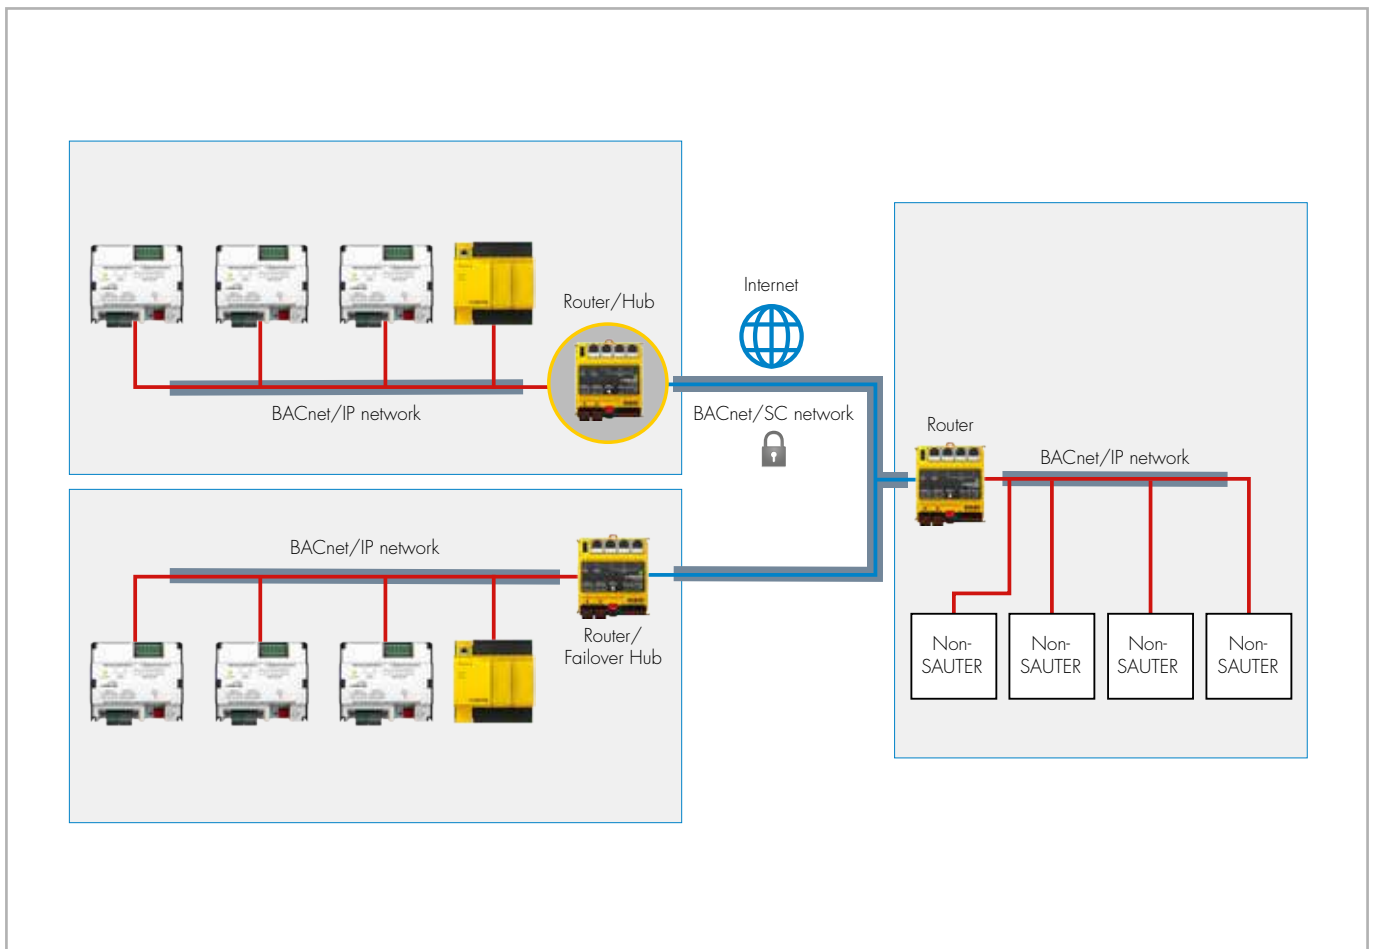 Router/Hub
Internet
BACnet/IP network
BACnet/SC network
Router
BACnet/IP network
BACnet/IP network
Router/
Failover Hub
Non-
SAUTER
Non-
SAUTER
Non-
SAUTER
Non-
SAUTER